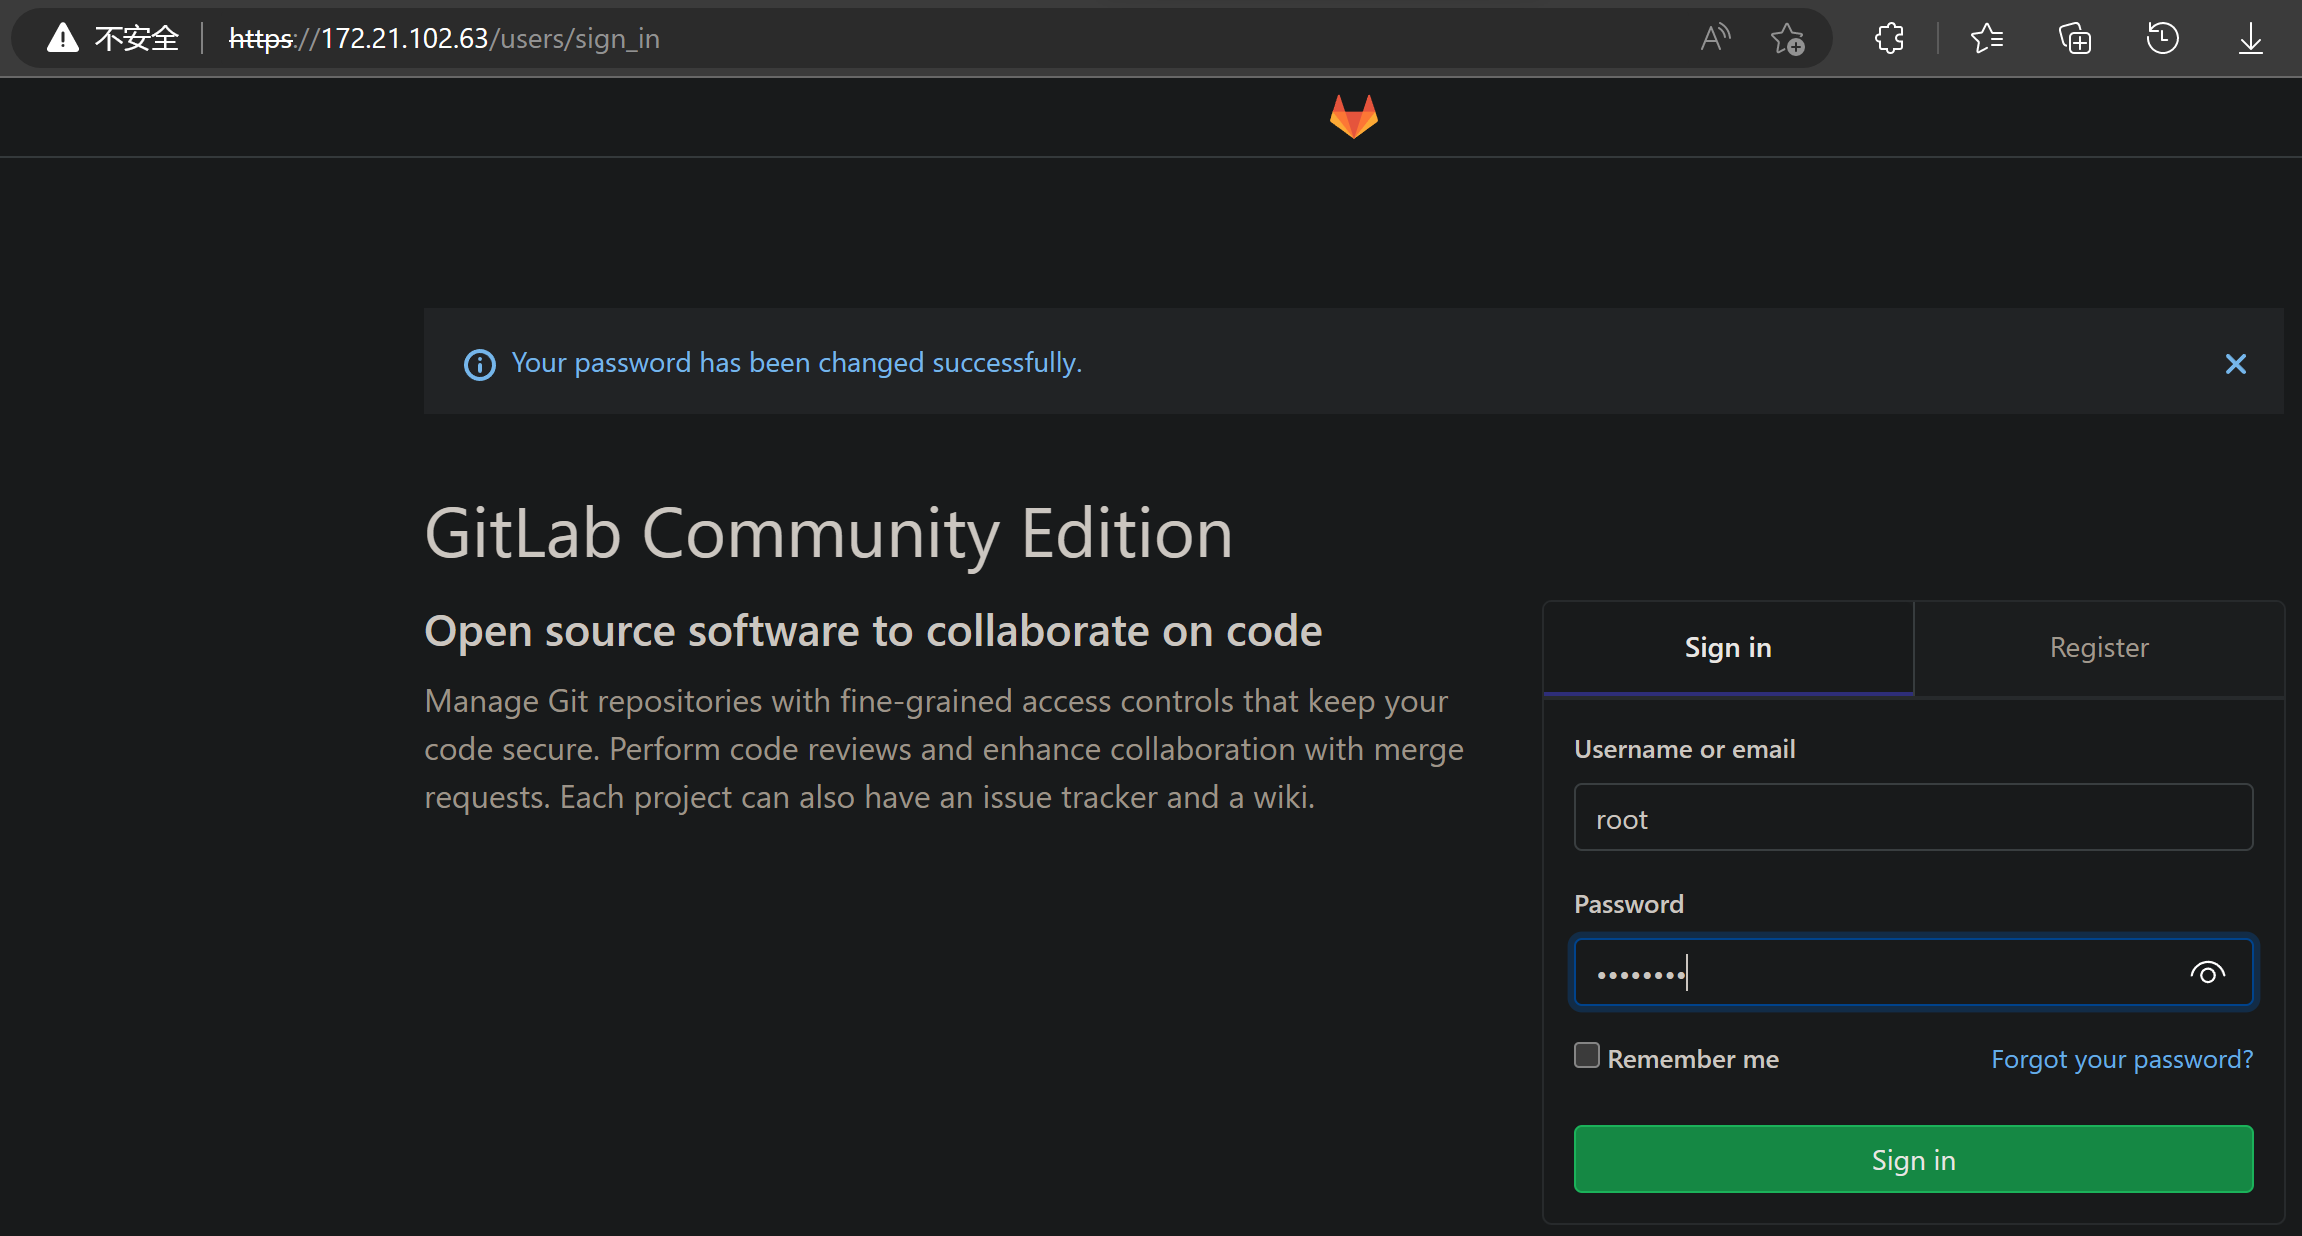 不安全 https://172.21.102.63/users/sign_in
Your password has been changed successfully.
GitLab Community Edition
Open source software to collaborate on code
Manage Git repositories with fine-grained access controls that keep your
code secure. Perform code reviews and enhance collaboration with merge
requests. Each project can also have an issue tracker and a wiki.
Sign in
Register
Username or email
root
Password
••••••••
Remember me
Forgot your password?
Sign in